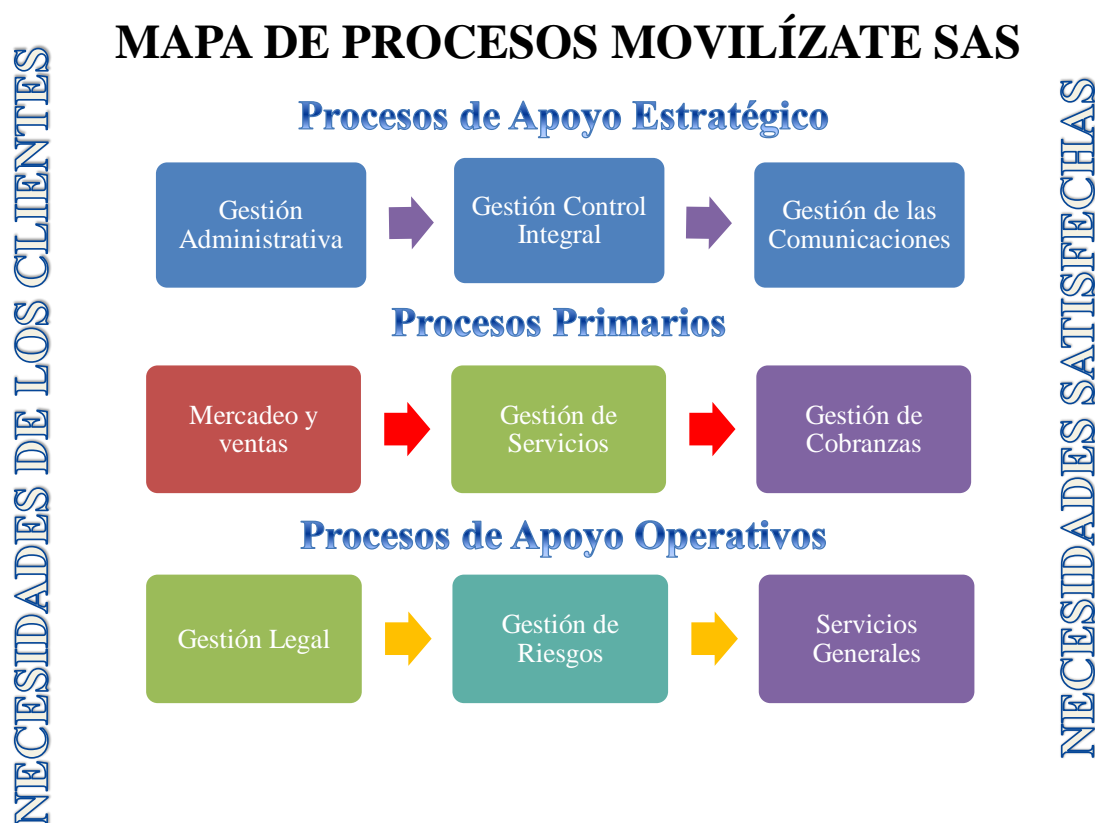 MAPA DE PROCESOS MOVILÍZATE SAS
NECESIDADES DE LOS CLIENTES
Procesos de Apoyo Estratégico
Gestión
Administrativa
Gestión Control
Integral
Gestión de las
Comunicaciones
Procesos Primarios
Mercadeo y
ventas
Gestión de
Servicios
Gestión de
Cobranzas
Procesos de Apoyo Operativos
Gestión Legal
Gestión de
Riesgos
Servicios
Generales
NECESIDADES SATISFECHAS